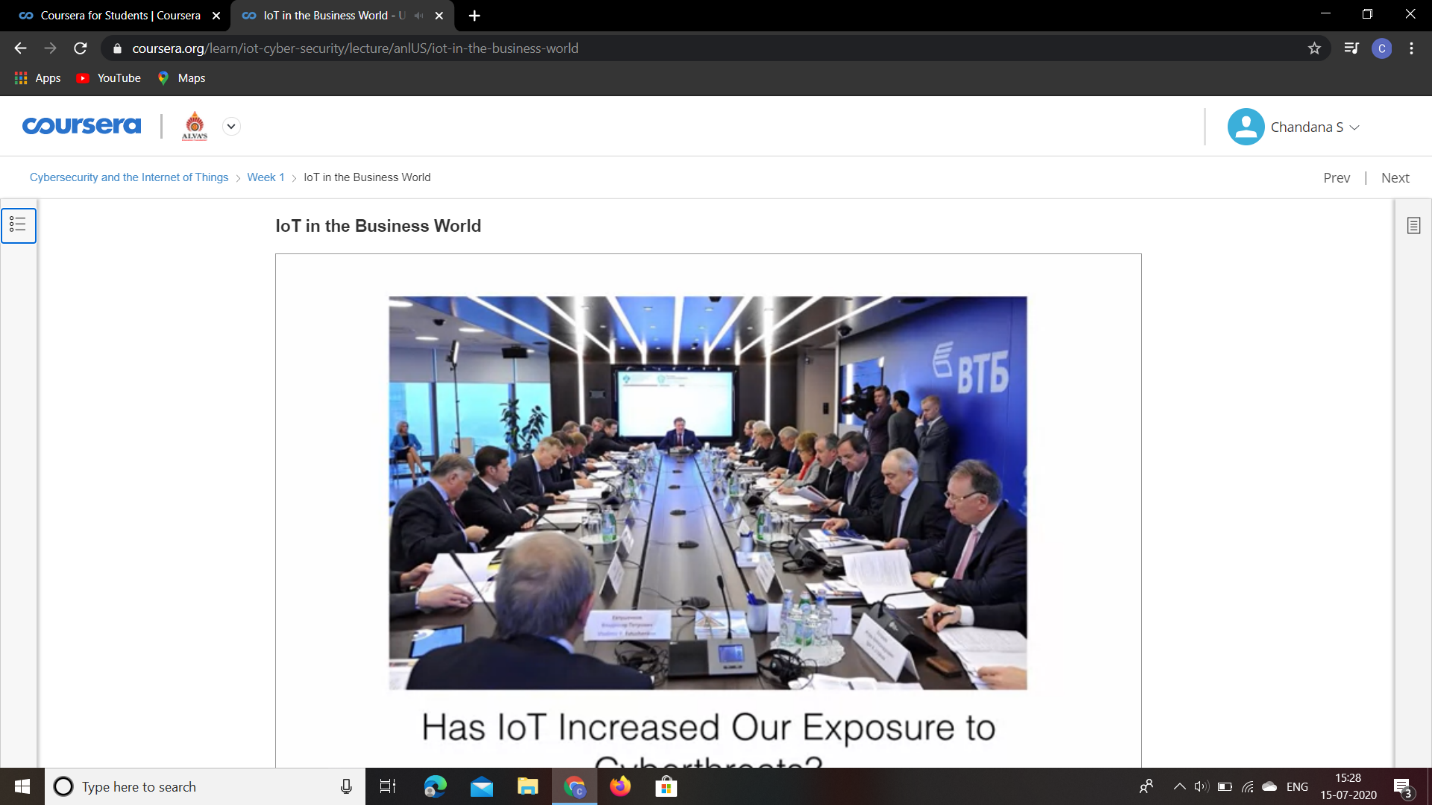 Coursera for Students | Coursera
IoT in the Business World - U
coursera.org/learn/iot-cyber-security/lecture/anlUS/iot-in-the-business-world
C
Apps
YouTube
Maps
coursera
ALVA'S
Chandana S
Cybersecurity and the Internet of Things > Week 1 > IoT in the Business World
Prev | Next
IoT in the Business World
ВТБ
Has IoT Increased Our Exposure to
Cyberthreats?
Type here to search
ENG
15:28
15-07-2020
3